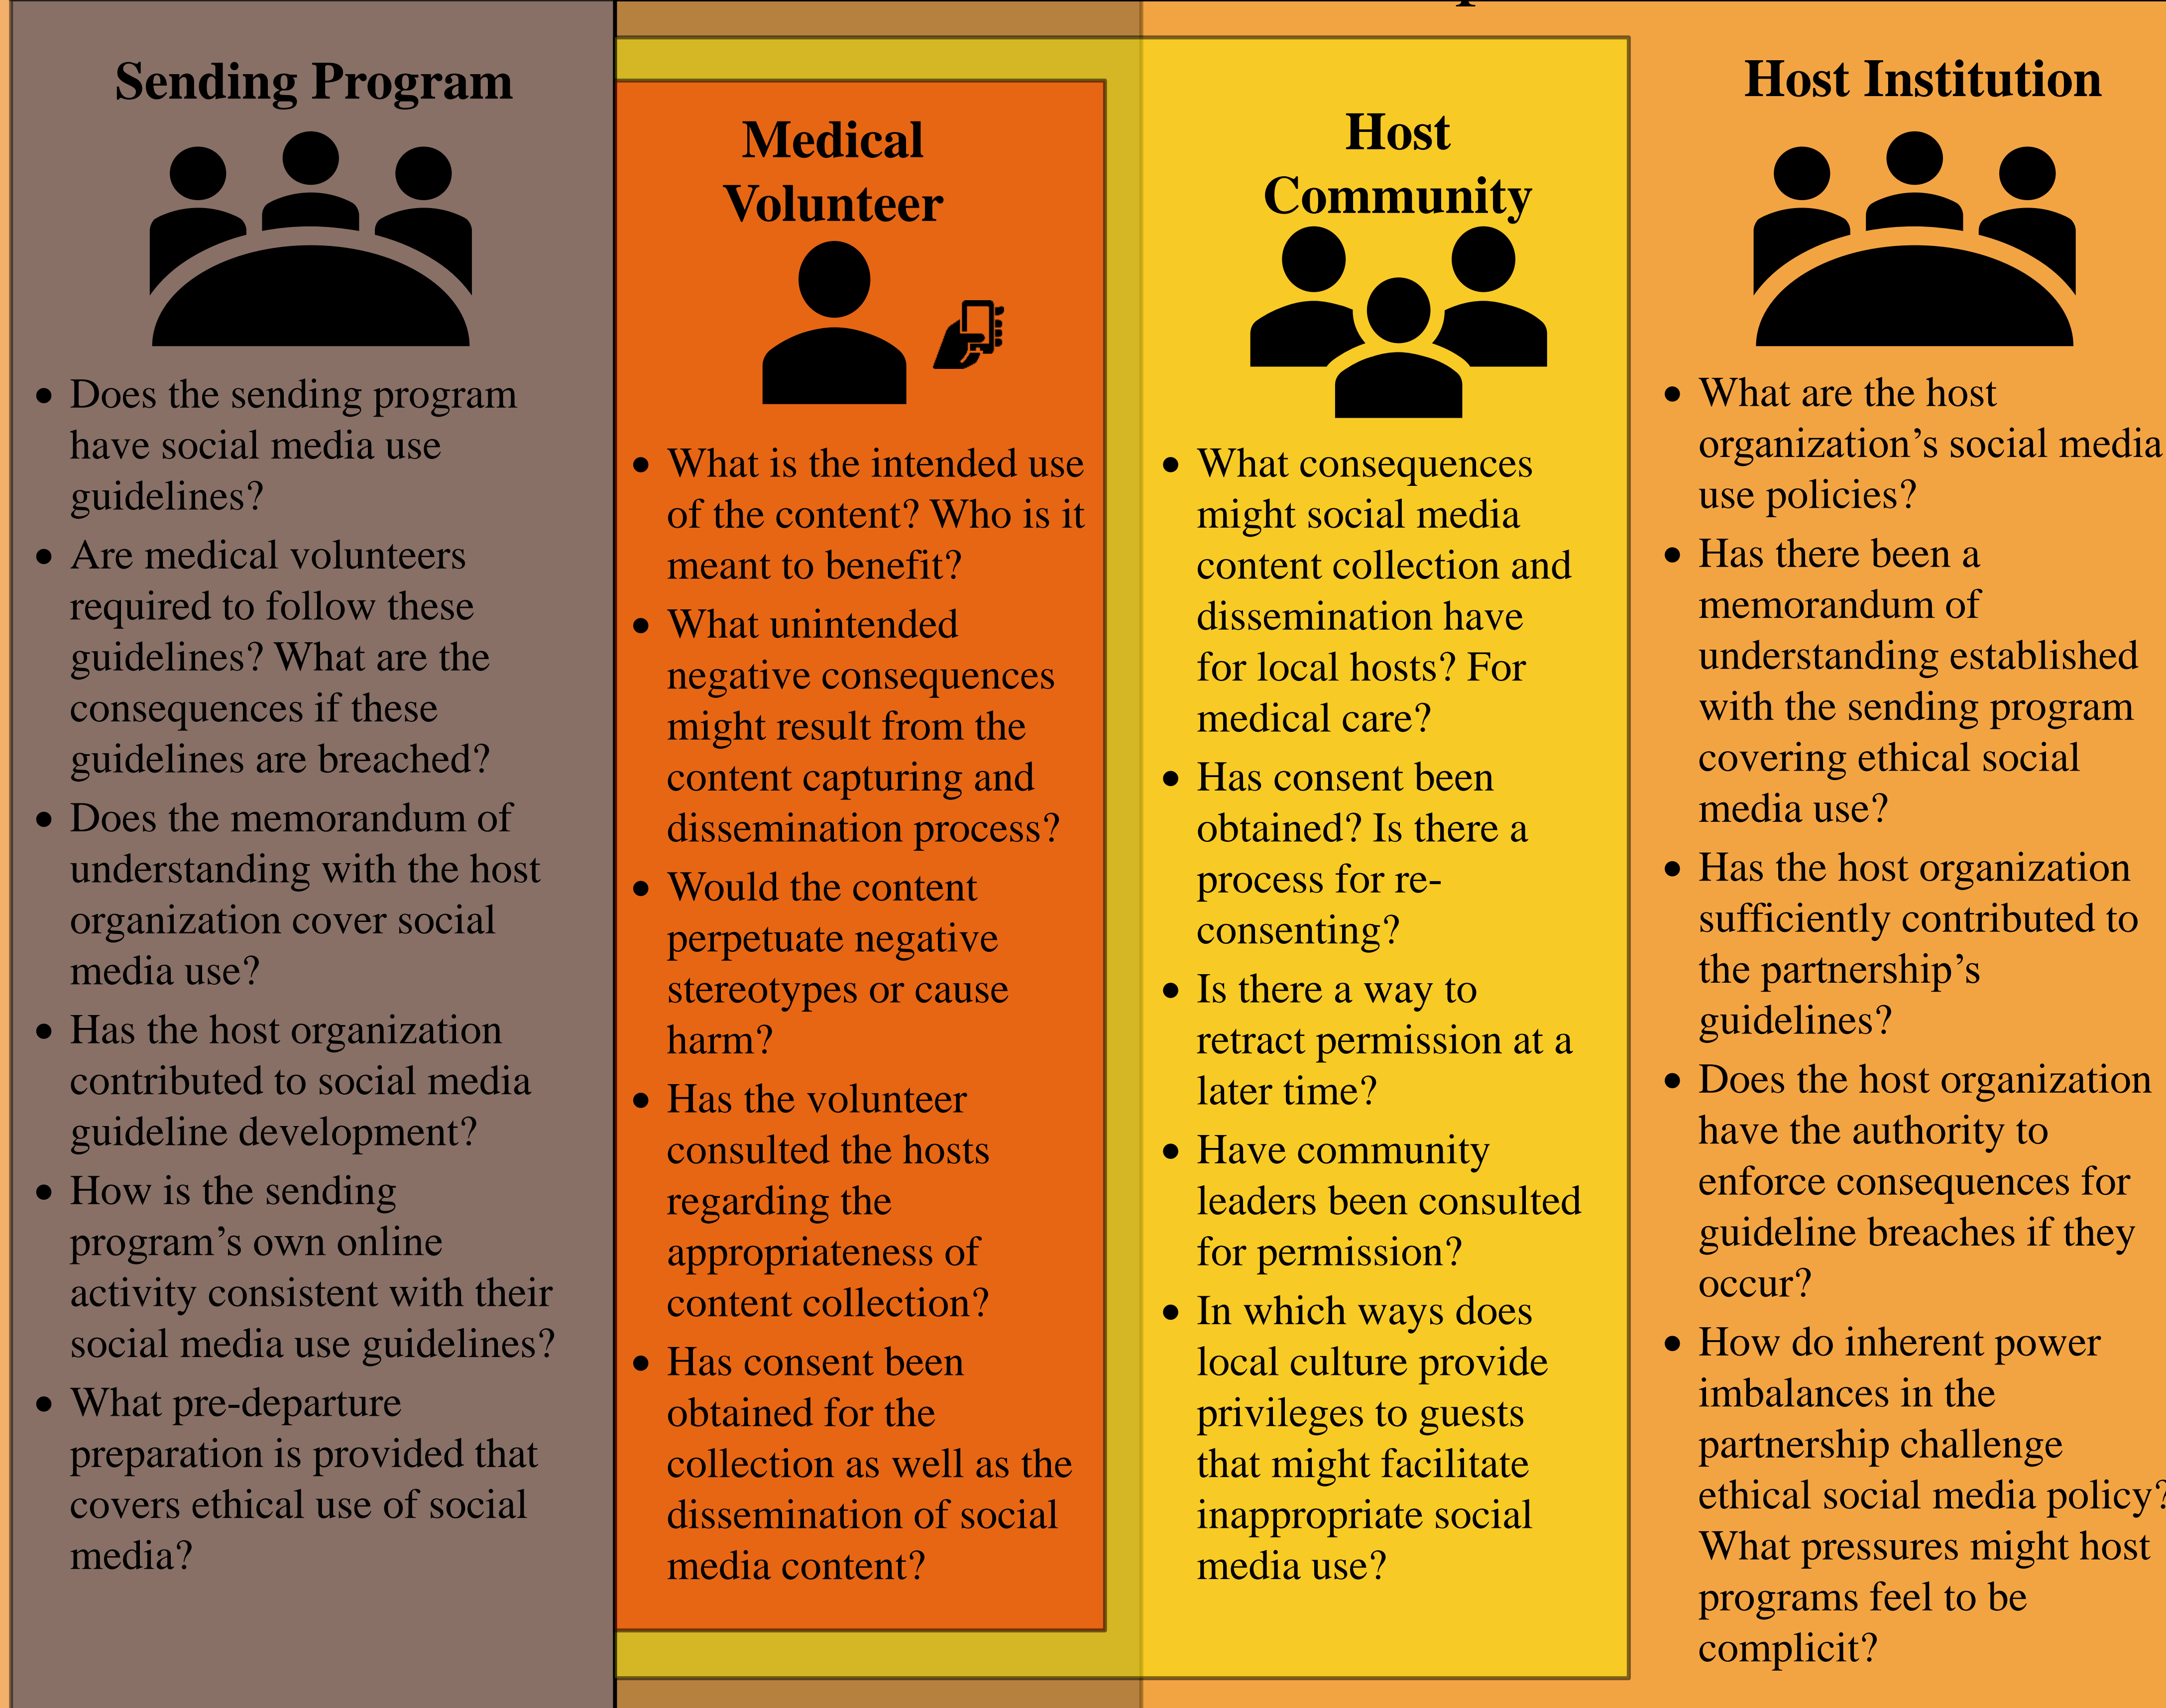 Sending Program
• Does the sending program
have social media use
guidelines?
• Are medical volunteers
required to follow these
guidelines? What are the
consequences if these
guidelines are breached?
• Does the memorandum of
understanding with the host
organization cover social
media use?
• Has the host organization
contributed to social media
guideline development?
• How is the sending
program’s own online
activity consistent with their
social media use guidelines?
• What pre-departure
preparation is provided that
covers ethical use of social
media?
Medical
Volunteer
• What is the intended use
of the content? Who is it
meant to benefit?
• What unintended
negative consequences
might result from the
content capturing and
dissemination process?
• Would the content
perpetuate negative
stereotypes or cause
harm?
• Has the volunteer
consulted the hosts
regarding the
appropriateness of
content collection?
• Has consent been
obtained for the
collection as well as the
dissemination of social
media content?
Host
Community
• What consequences
might social media
content collection and
dissemination have
for local hosts? For
medical care?
• Has consent been
obtained? Is there a
process for re-
consenting?
• Is there a way to
retract permission at a
later time?
• Have community
leaders been consulted
for permission?
• In which ways does
local culture provide
privileges to guests
that might facilitate
inappropriate social
media use?
Host Institution
• What are the host
organization’s social media
use policies?
• Has there been a
memorandum of
understanding established
with the sending program
covering ethical social
media use?
• Has the host organization
sufficiently contributed to
the partnership’s
guidelines?
• Does the host organization
have the authority to
enforce consequences for
guideline breaches if they
occur?
• How do inherent power
imbalances in the
partnership challenge
ethical social media policy?
What pressures might host
programs feel to be
complicit?